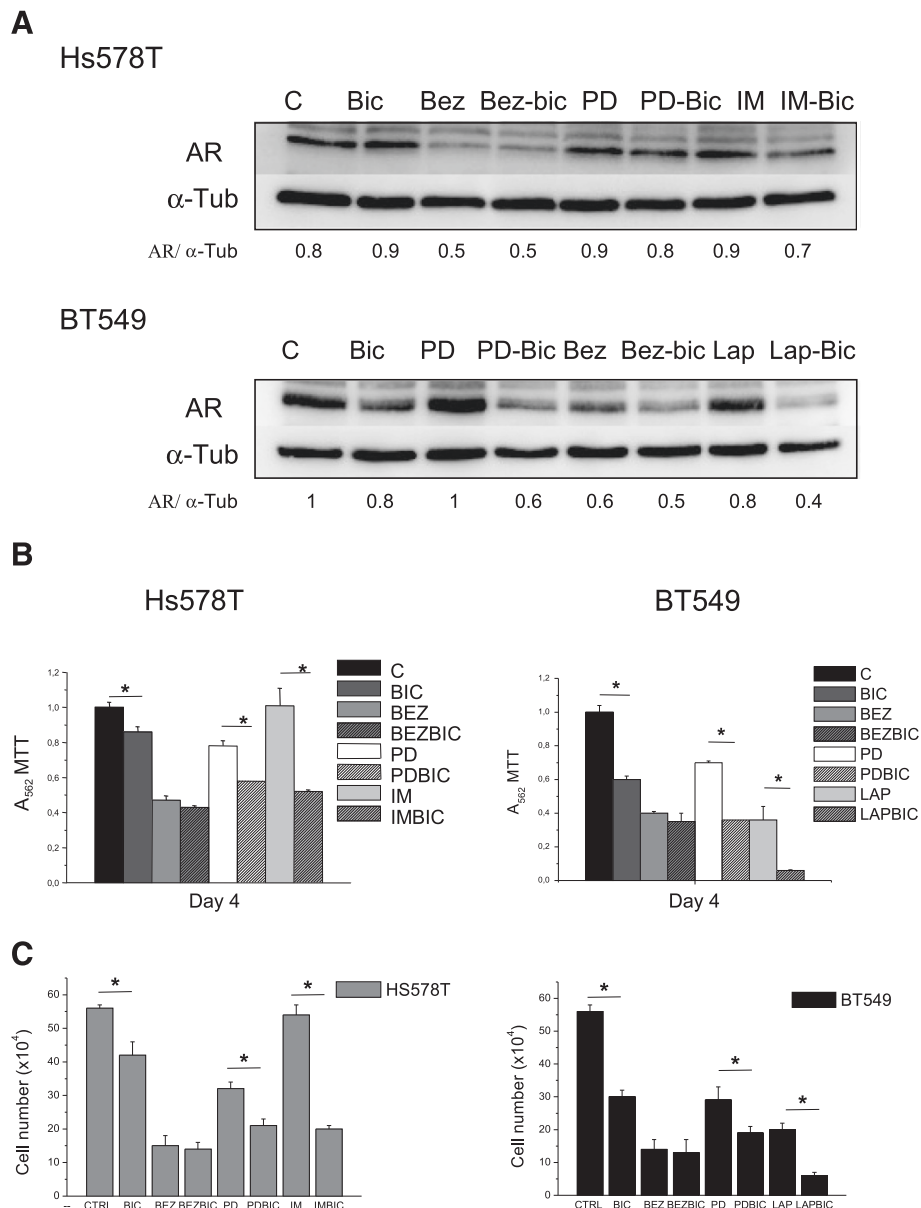 A
Hs578T
C Bic Bez Bez-bic PD PD-Bic IM IM-Bic
AR
α-Tub
AR/ α-Tub 0.8 0.9 0.5 0.5 0.9 0.8 0.9 0.7
BT549
C Bic PD PD-Bic Bez Bez-bic Lap Lap-Bic
AR
α-Tub
AR/ α-Tub 1 0.8 1 0.6 0.6 0.5 0.8 0.4
B
Hs578T
1,2
1,0
0,8
0,6
0,4
0,2
0,0
A562 MTT
* * *
Day 4
C
BIC
BEZ
BEZBIC
PD
PDBIC
IM
IMBIC
BT549
1,2
1,0
0,8
0,6
0,4
0,2
0,0
A562 MTT
* * *
Day 4
C
BIC
BEZ
BEZBIC
PD
PDBIC
LAP
LAPBIC
C
60
50
40
30
20
10
0
Cell number (x10^4)
* * *
HS578T
-- CTRL BIC BEZ BEZBIC PD PDBIC IM IMBIC
60
50
40
30
20
10
0
Cell number (x10^4)
* * *
BT549
CTRL BIC BEZ BEZBIC PD PDBIC LAP LAPBIC